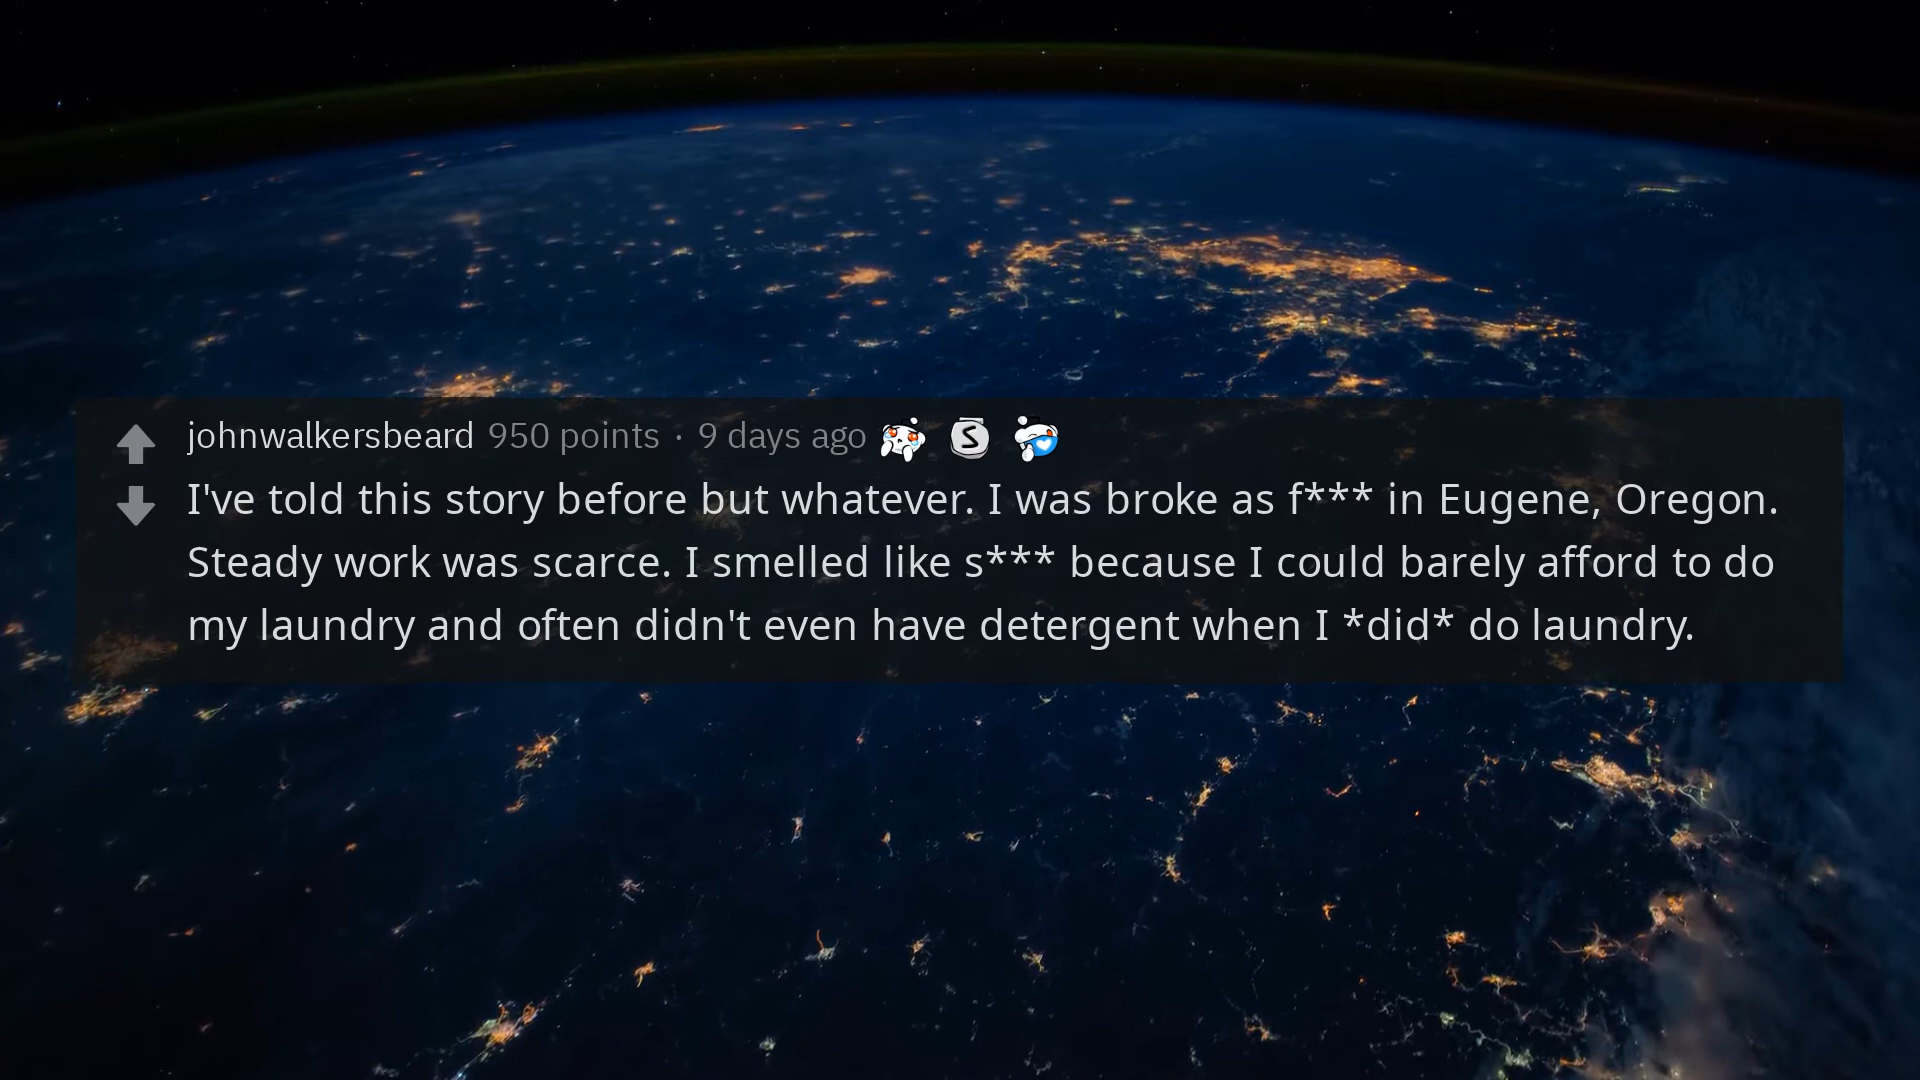 johnwalkersbeard 950 points · 9 days ago S
I've told this story before but whatever. I was broke as f*** in Eugene, Oregon.
Steady work was scarce. I smelled like s*** because I could barely afford to do
my laundry and often didn't even have detergent when I *did* do laundry.